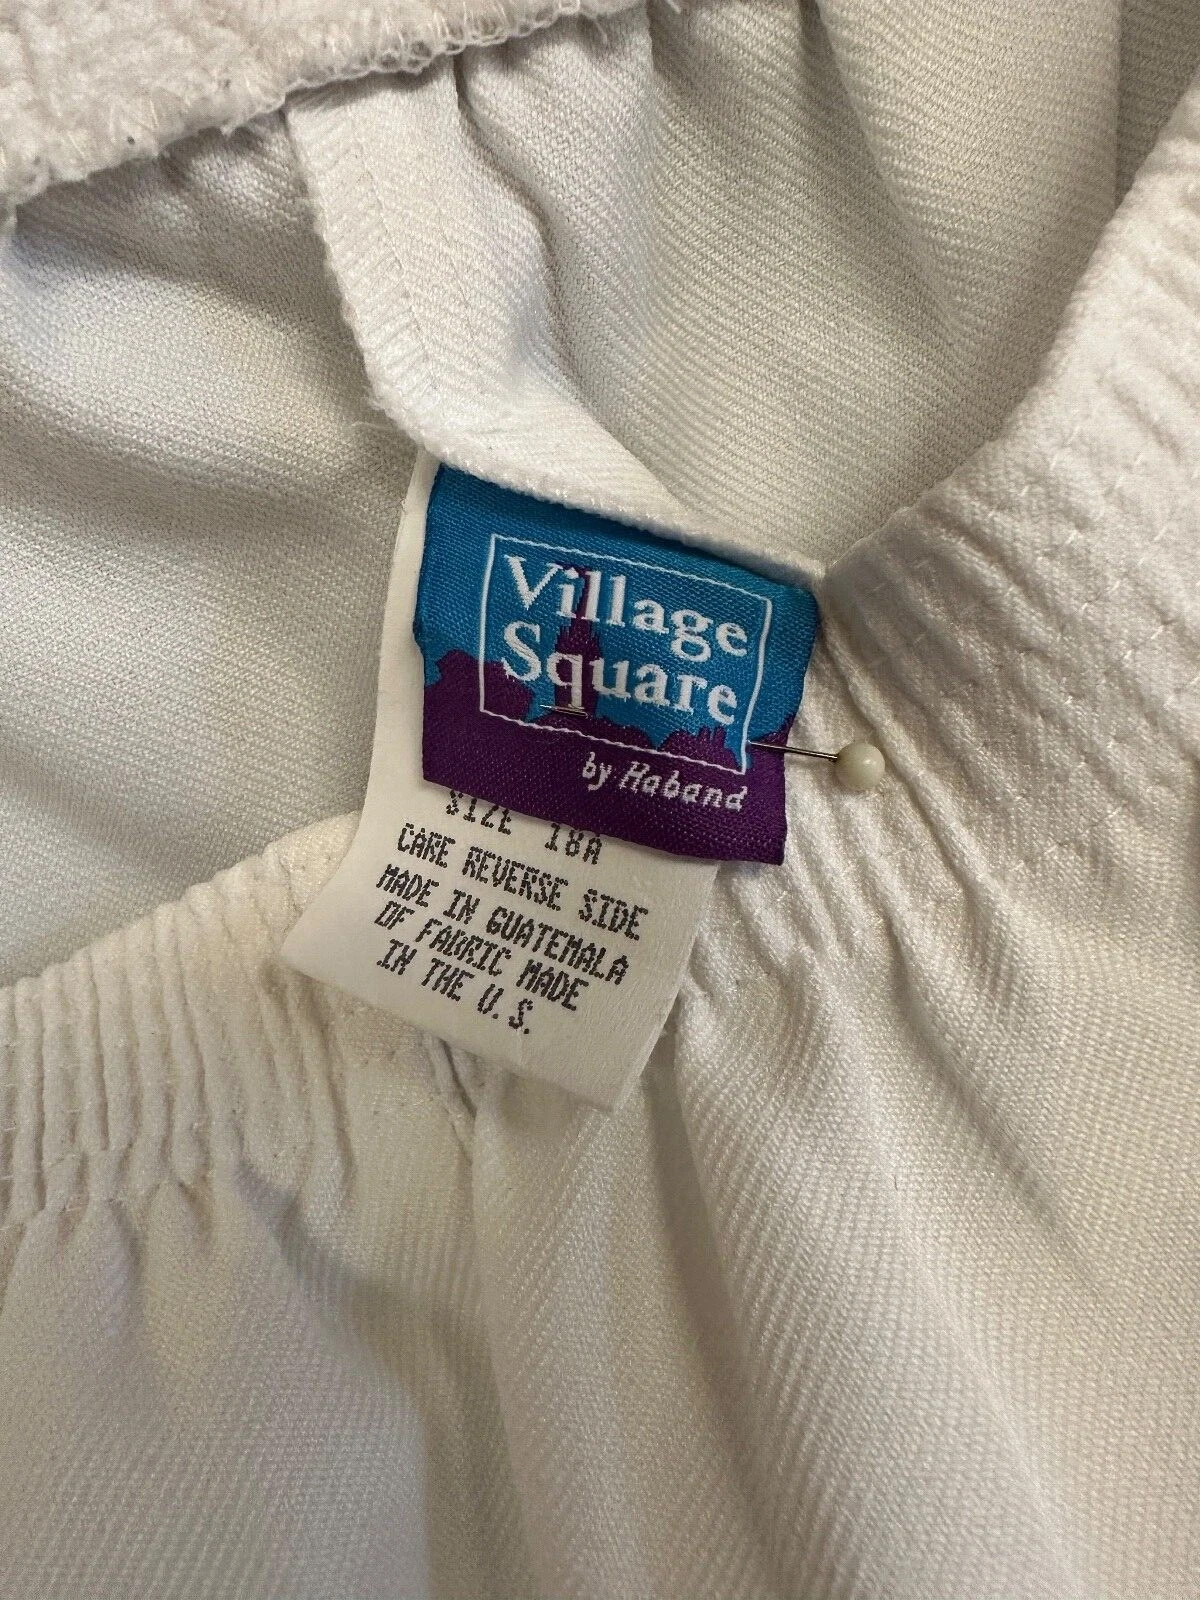 Village
Square
by Haband
SIZE 18A
CARE REVERSE SIDE
MADE IN GUATEMALA
OF FABRIC MADE
IN THE U.S.